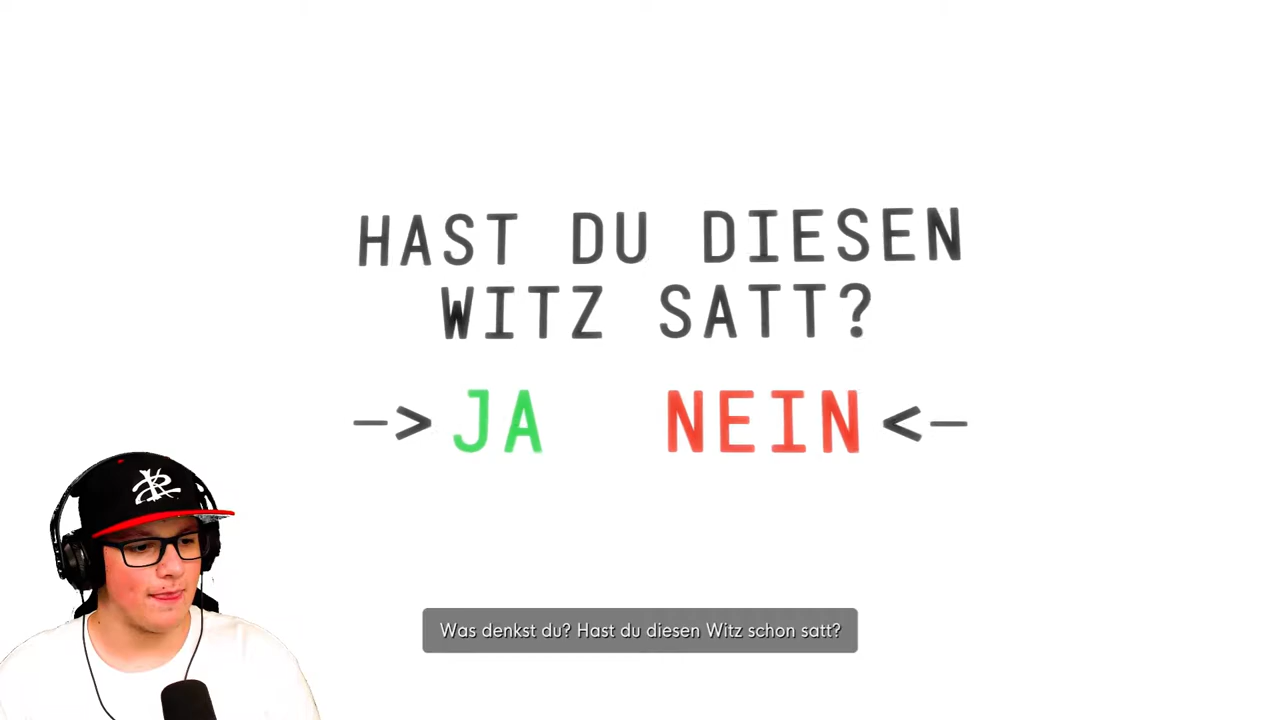 HAST DU DIESEN
WITZ SATT?
—> JA NEIN <—
Was denkst du? Hast du diesen Witz schon satt?